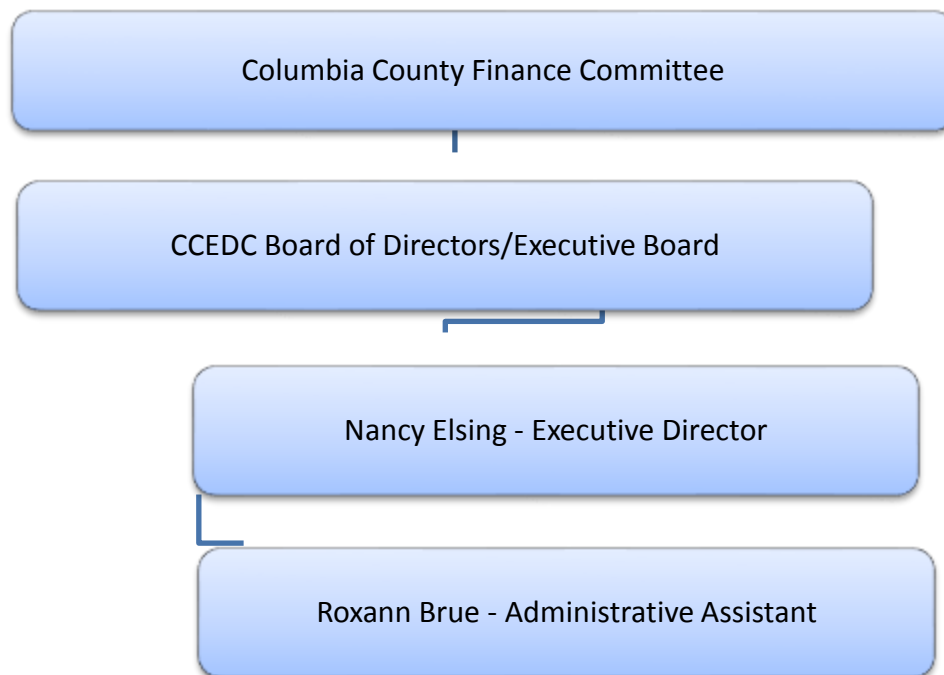 Columbia County Finance Committee
CCEDC Board of Directors/Executive Board
Nancy Elsing - Executive Director
Roxann Brue - Administrative Assistant